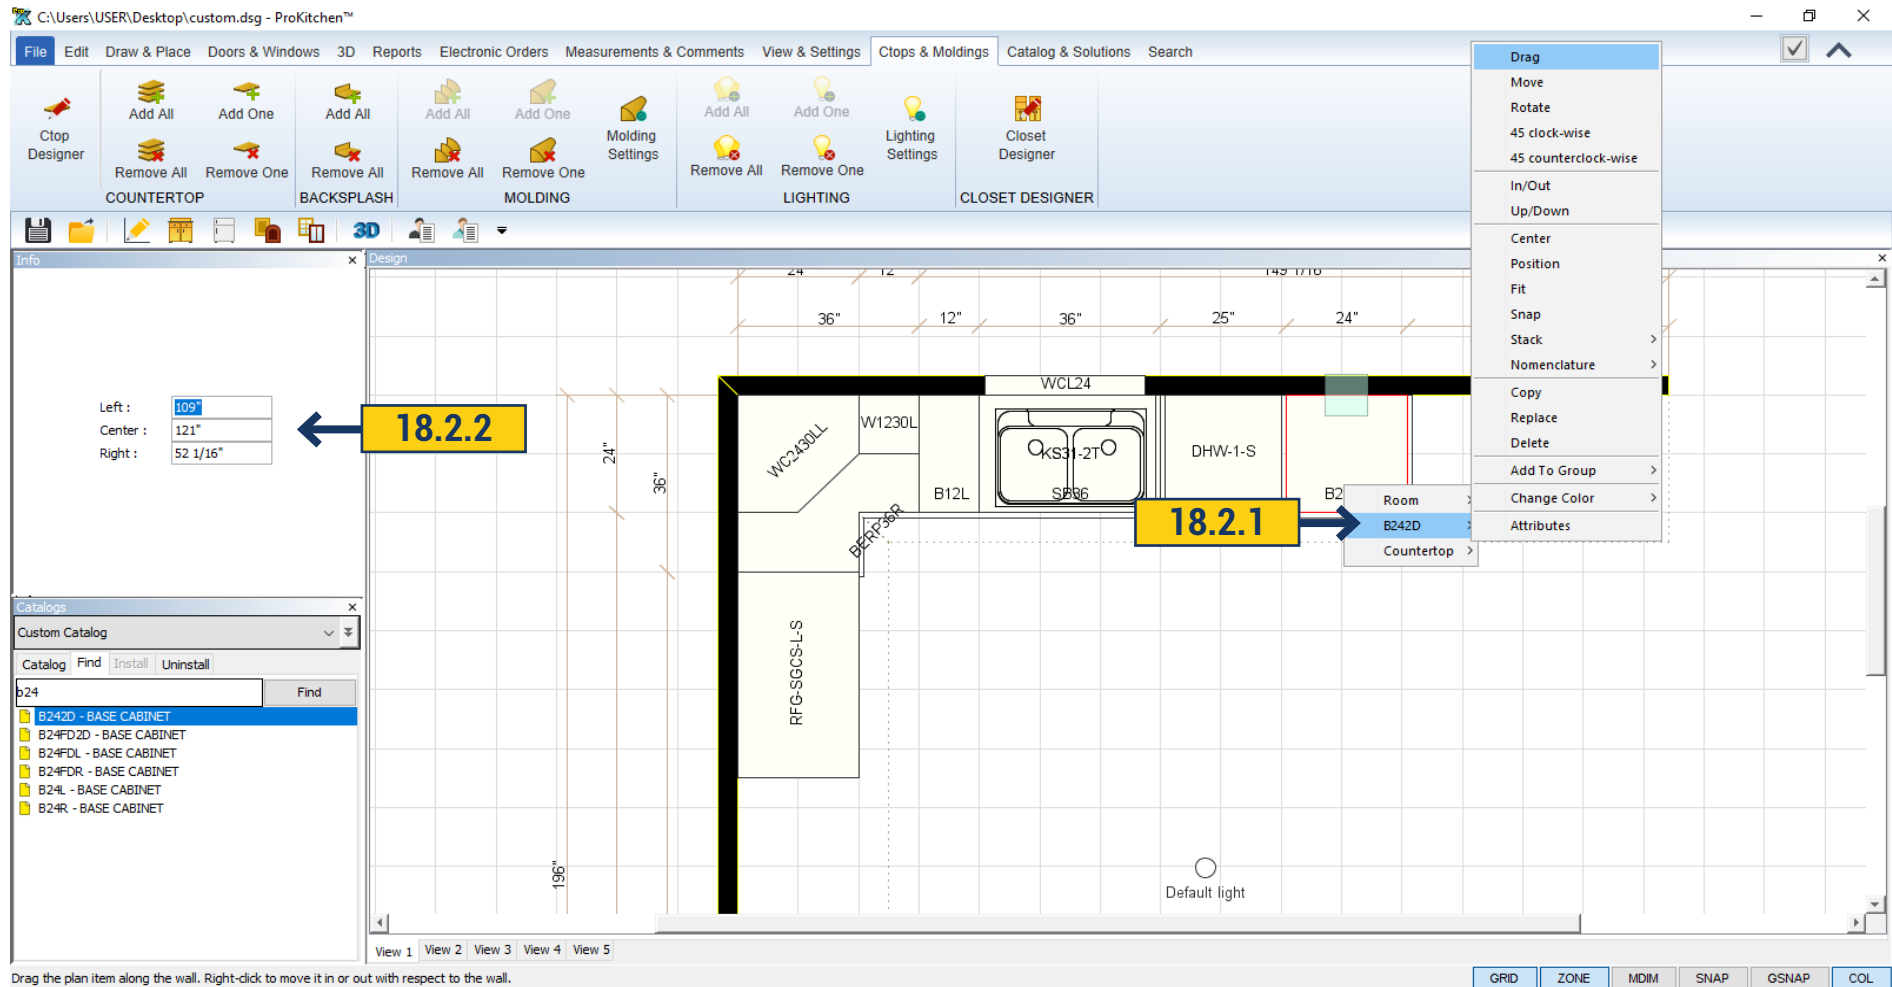 C:\Users\USER\Desktop\custom.dsg - ProKitchen™
File Edit Draw & Place Doors & Windows 3D Reports Electronic Orders Measurements & Comments View & Settings Ctops & Moldings Catalog & Solutions Search
Ctop Designer
Add All Add One
Remove All Remove One
COUNTERTOP
Add All
Remove All
BACKSPLASH
Add All Add One
Remove All Remove One
Molding Settings
MOLDING
Add All Add One
Remove All Remove One
Lighting Settings
LIGHTING
Closet Designer
CLOSET DESIGNER
3D
Info
Left : 109"
Center : 121"
Right : 52 1/16"
18.2.2
Catalogs
Custom Catalog
Catalog Find Install Uninstall
b24 Find
B242D - BASE CABINET
B24FD2D - BASE CABINET
B24FDL - BASE CABINET
B24FDR - BASE CABINET
B24L - BASE CABINET
B24R - BASE CABINET
Design
24" 12" 149 1/16"
36" 12" 36" 25" 24"
WCL24
W1230L
WC2430LL
KS31-2T
DHW-1-S
B12L
SB36
B2
BERP36R
24"
36"
196"
RFG-SGCS-L-S
Default light
18.2.1
Room
B242D
Countertop
Drag
Move
Rotate
45 clock-wise
45 counterclock-wise
In/Out
Up/Down
Center
Position
Fit
Snap
Stack
Nomenclature
Copy
Replace
Delete
Add To Group
Change Color
Attributes
View 1 View 2 View 3 View 4 View 5
Drag the plan item along the wall. Right-click to move it in or out with respect to the wall.
GRID ZONE MDIM SNAP GSNAP COL